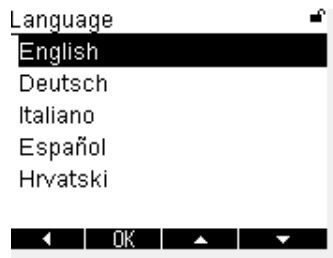 Language
English
Deutsch
Italiano
Español
Hrvatski
OK